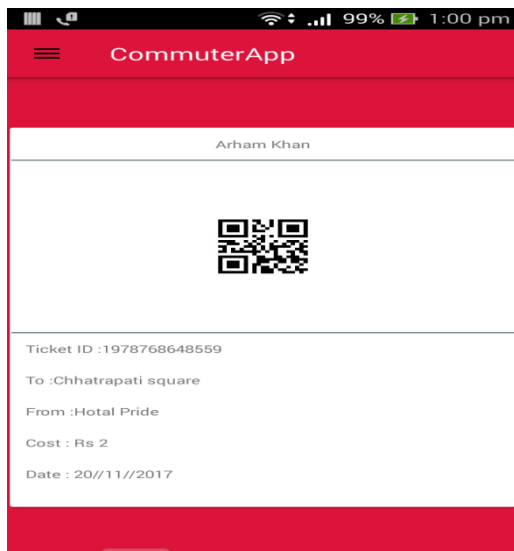 99% 1:00 pm
CommuterApp
Arham Khan
Ticket ID :1978768648559
To :Chhatrapati square
From :Hotal Pride
Cost : Rs 2
Date : 20//11//2017